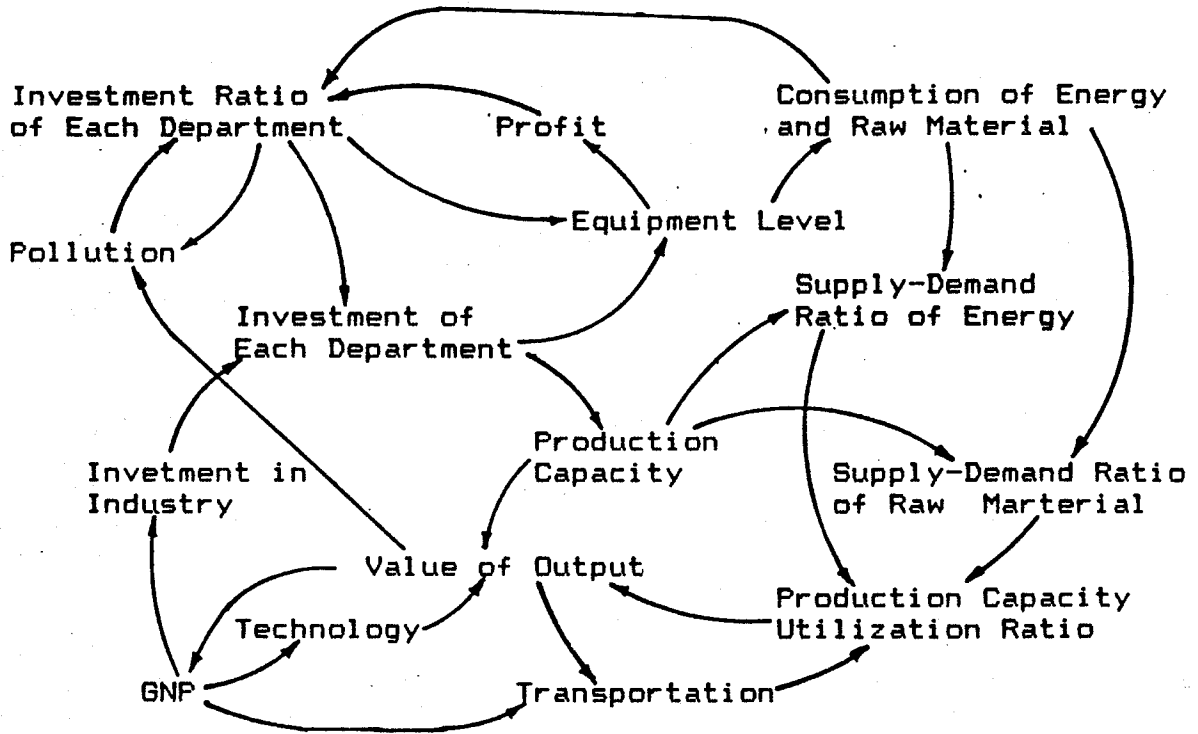 Investment Ratio
of Each Department
Profit
Consumption of Energy
and Raw Material
Equipment Level
Pollution
Supply-Demand
Ratio of Energy
Investment of
Each Department
Production
Capacity
Invetment in
Industry
Supply-Demand Ratio
of Raw Marterial
Value of Output
Production Capacity
Utilization Ratio
Technology
GNP
Transportation